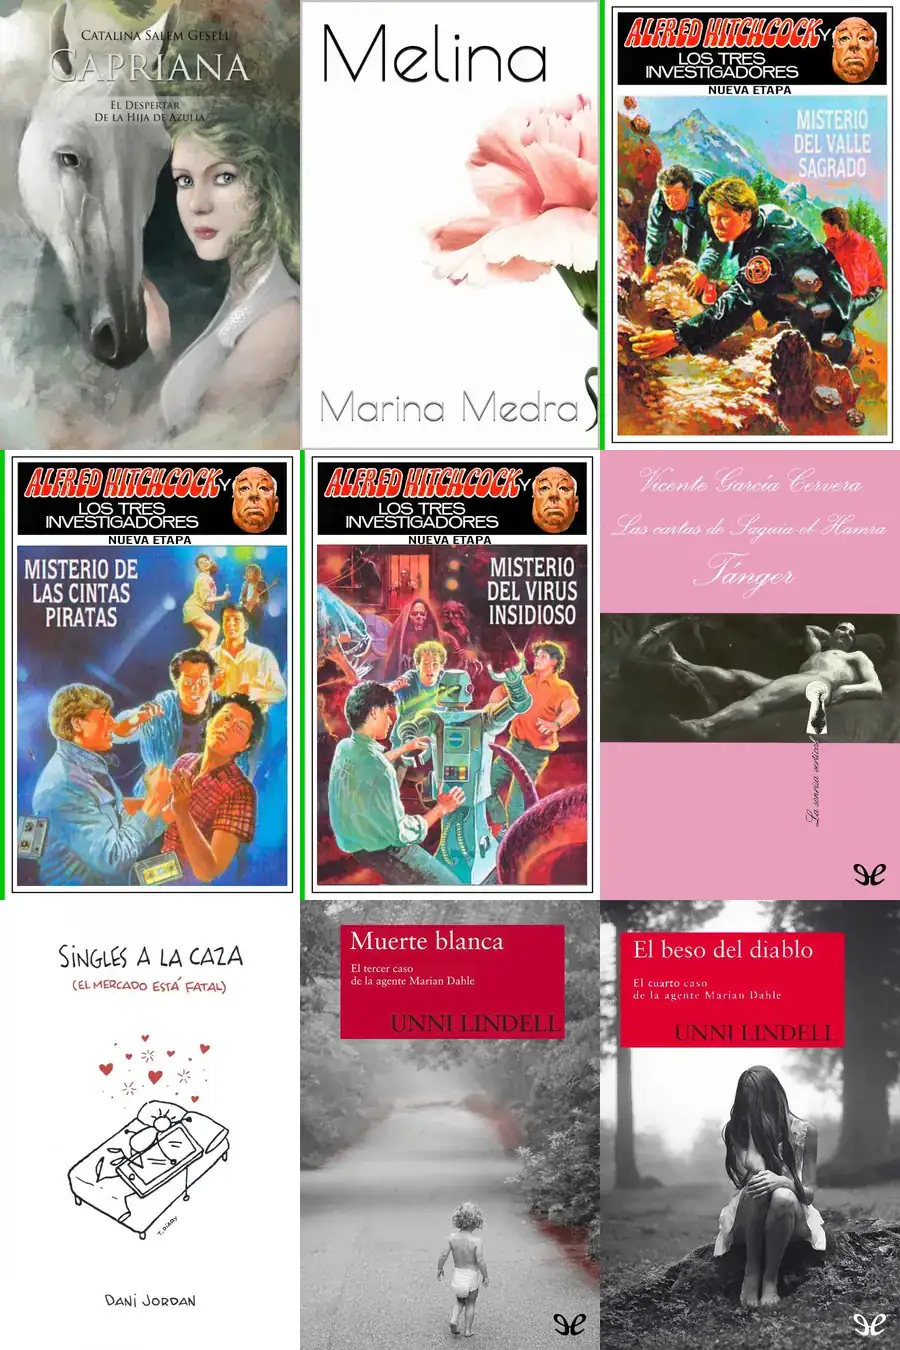 CATALINA SALEM GESELL
CAPRIANA
EL DESPERTAR
DE LA HIJA DE AZULIA
Melina
Marina Medra
ALFRED HITCHCOCK Y
LOS TRES
INVESTIGADORES
NUEVA ETAPA
MISTERIO
DEL VALLE
SAGRADO
ALFRED HITCHCOCK Y
LOS TRES
INVESTIGADORES
NUEVA ETAPA
MISTERIO DE
LAS CINTAS
PIRATAS
ALFRED HITCHCOCK Y
LOS TRES
INVESTIGADORES
NUEVA ETAPA
MISTERIO
DEL VIRUS
INSIDIOSO
Vicente García Cervera
Las cartas de Saguia-el-Hamra
Tánger
La sonrisa vertical
SINGLES A LA CAZA
(EL MERCADO ESTÁ FATAL)
T. DIARY
DANI JORDAN
Muerte blanca
El tercer caso
de la agente Marian Dahle
UNNI LINDELL
El beso del diablo
El cuarto caso
de la agente Marian Dahle
UNNI LINDELL